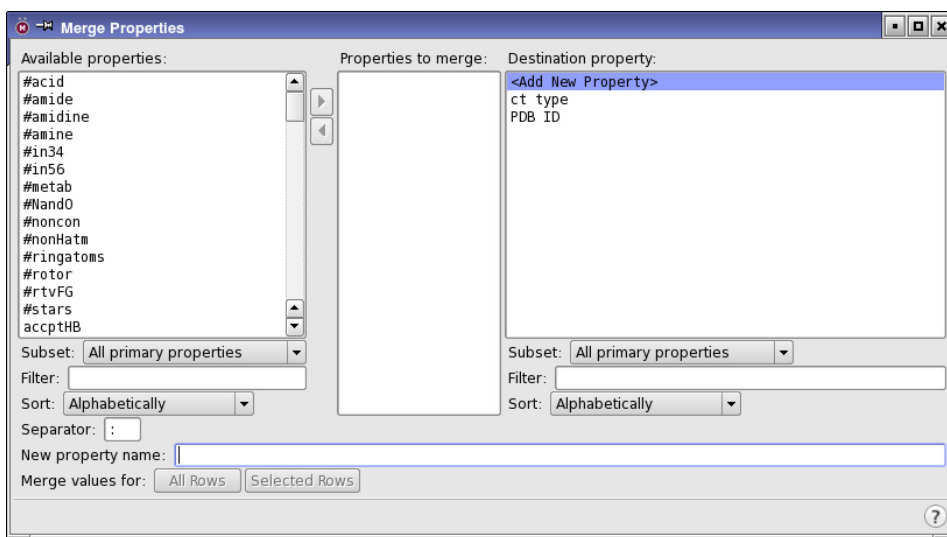 Merge Properties
Available properties:
Properties to merge:
Destination property:
#acid
#amide
#amidine
#amine
#in34
#in56
#metab
#NandO
#noncon
#nonHatm
#ringatoms
#rotor
#rtvFG
#stars
accptHB
<Add New Property>
ct type
PDB ID
Subset: All primary properties
Filter:
Sort: Alphabetically
Subset: All primary properties
Filter:
Sort: Alphabetically
Separator: :
New property name:
Merge values for: All Rows Selected Rows
?